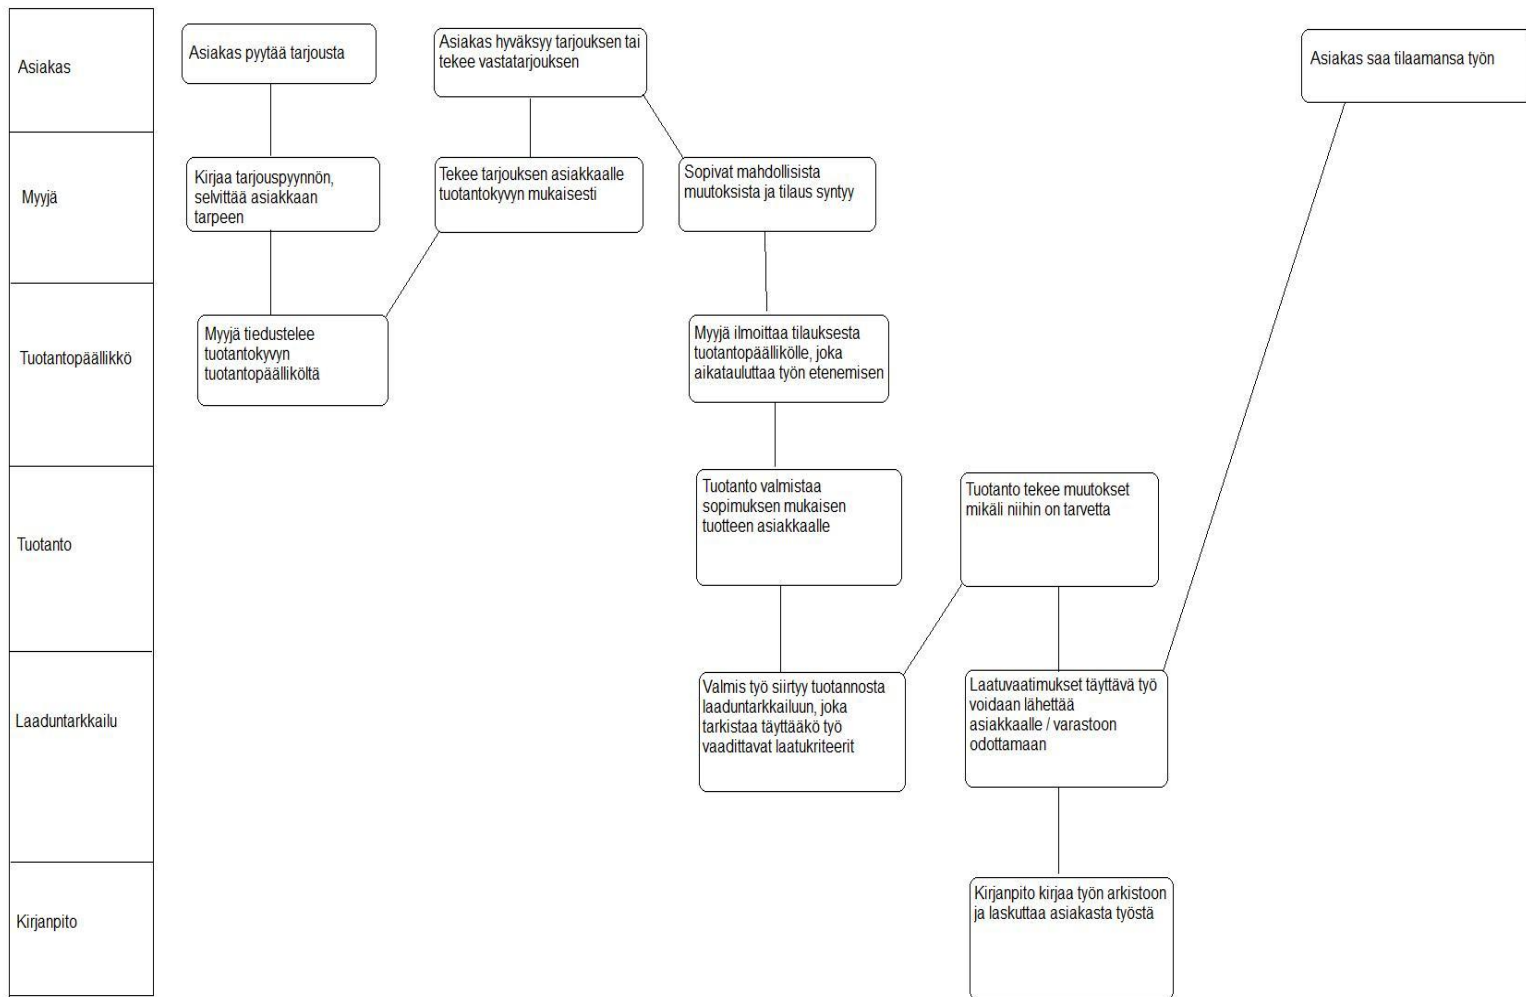 Asiakas
Asiakas pyytää tarjousta
Asiakas hyväksyy tarjouksen tai
tekee vastatarjouksen
Asiakas saa tilaamansa työn
Myyjä
Kirjaa tarjouspyynnön,
selvittää asiakkaan
tarpeen
Tekee tarjouksen asiakkaalle
tuotantokyvyn mukaisesti
Sopivat mahdollisista
muutoksista ja tilaus syntyy
Tuotantopäällikkö
Myyjä tiedustelee
tuotantokyvyn
tuotantopäälliköltä
Myyjä ilmoittaa tilauksesta
tuotantopäällikölle, joka
aikatauluttaa työn etenemisen
Tuotanto
Tuotanto valmistaa
sopimuksen mukaisen
tuotteen asiakkaalle
Tuotanto tekee muutokset
mikäli niihin on tarvetta
Laaduntarkkailu
Valmis työ siirtyy tuotannosta
laaduntarkkailuun, joka
tarkistaa täyttääkö työ
vaadittavat laatukriteerit
Laatuvaatimukset täyttävä työ
voidaan lähettää
asiakkaalle / varastoon
odottamaan
Kirjanpito
Kirjanpito kirjaa työn arkistoon
ja laskuttaa asiakasta työstä